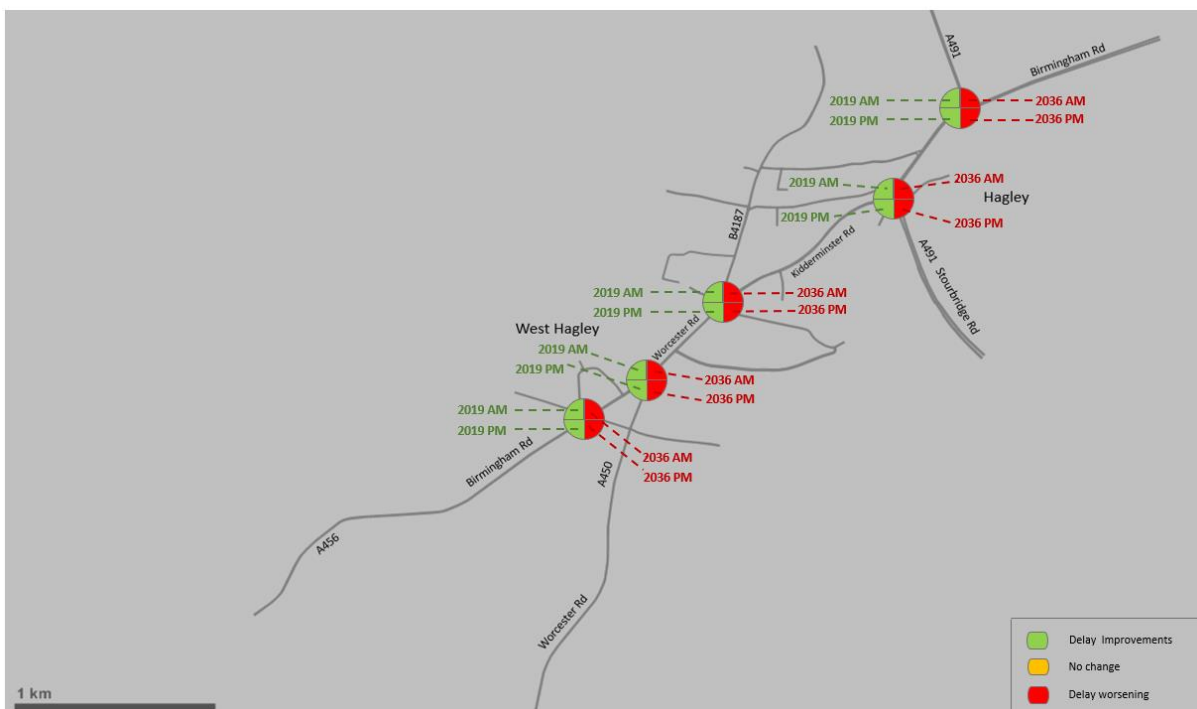 A491
Birmingham Rd
2019 AM
2036 AM
2019 PM
2036 PM
2019 AM
2036 AM
Hagley
2019 PM
2036 PM
B4187
Kidderminster Rd
A491 Stourbridge Rd
2019 AM
2036 AM
2019 PM
2036 PM
West Hagley
Worcester Rd
2019 AM
2019 PM
2036 AM
2036 PM
2019 AM
2019 PM
2036 AM
2036 PM
Birmingham Rd
A450
A456
Worcester Rd
Delay Improvements
No change
Delay worsening
1 km